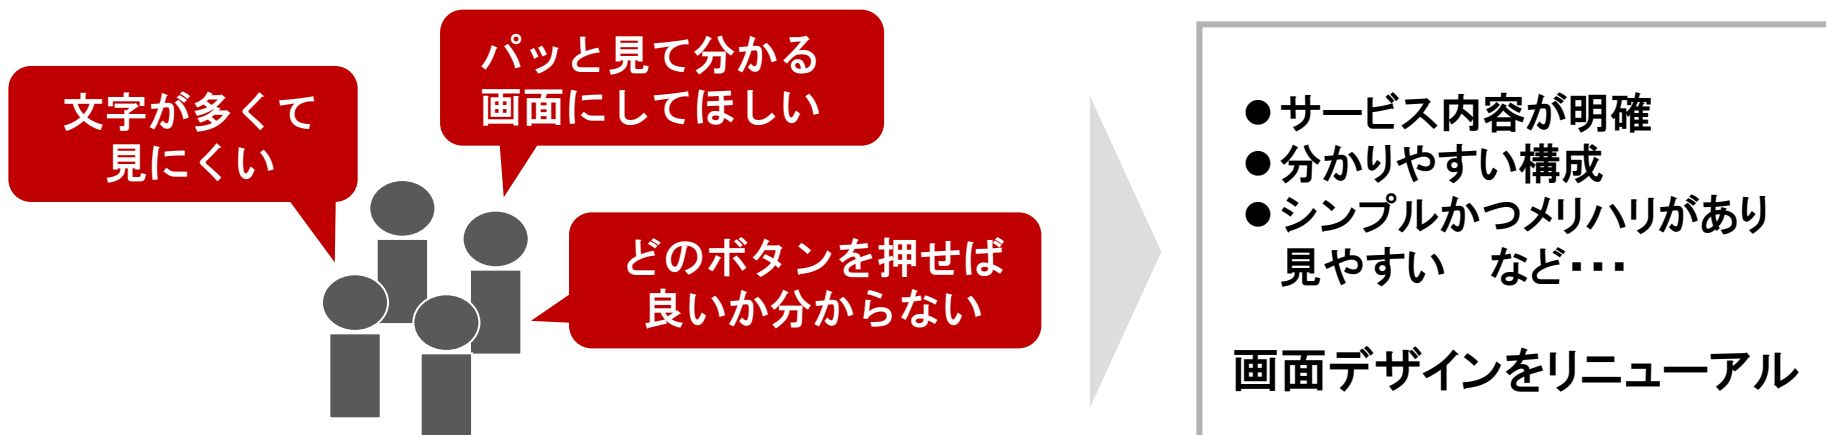 文字が多くて
見にくい
パッと見て分かる
画面にしてほしい
どのボタンを押せば
良いか分からない
●サービス内容が明確
●分かりやすい構成
●シンプルかつメリハリがあり
見やすい　など・・・
画面デザインをリニューアル